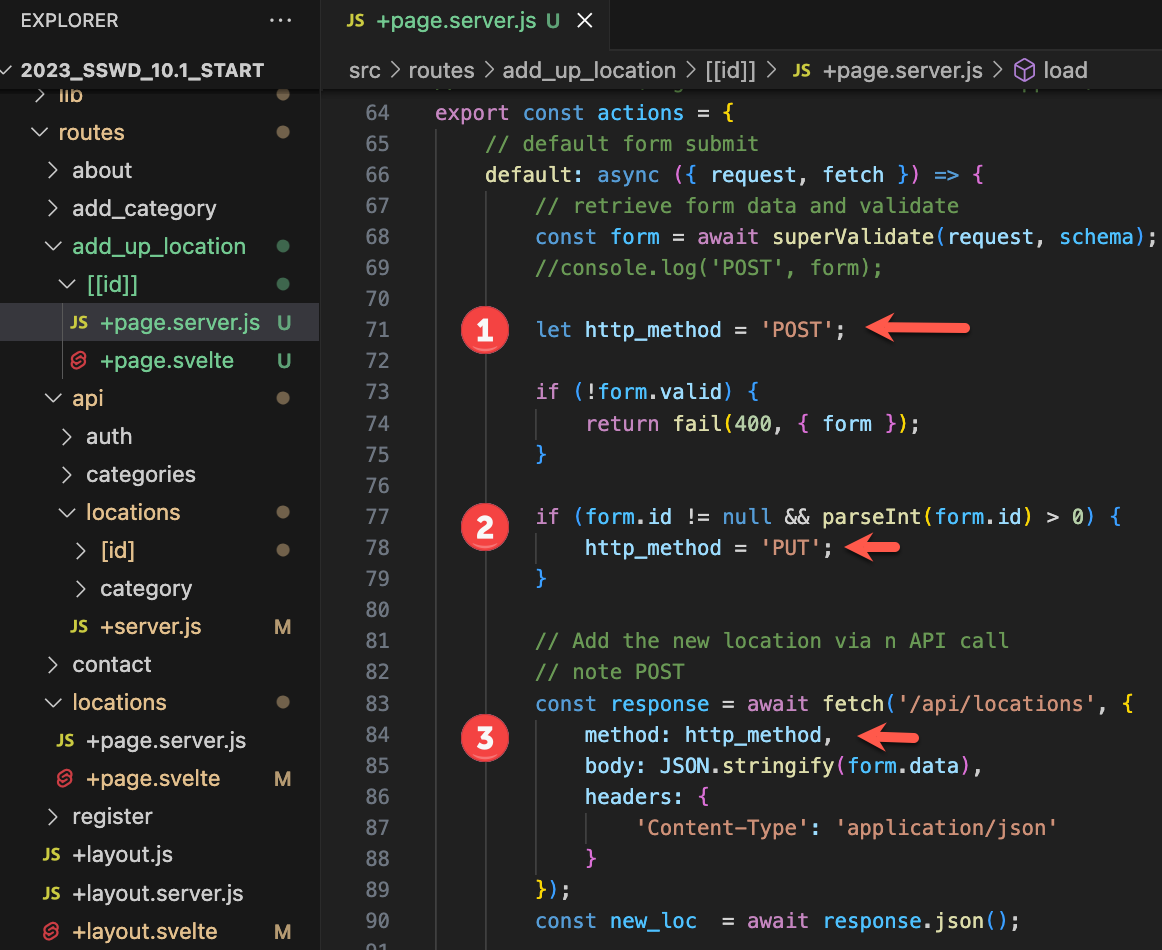 EXPLORER
2023_SSWD_10.1_START
lib
routes
about
add_category
add_up_location
[[id]]
JS +page.server.js U
+page.svelte U
api
auth
categories
locations
[id]
category
JS +server.js M
contact
locations
JS +page.server.js
+page.svelte M
register
JS +layout.js
JS +layout.server.js
+layout.svelte M
JS +page.server.js U
src > routes > add_up_location > [[id]] > JS +page.server.js > load
64 export const actions = {
65 // default form submit
66 default: async ({ request, fetch }) => {
67 // retrieve form data and validate
68 const form = await superValidate(request, schema);
69 //console.log('POST', form);
70
1
71 let http_method = 'POST';
72
73 if (!form.valid) {
74 return fail(400, { form });
75 }
76
2
77 if (form.id != null && parseInt(form.id) > 0) {
78 http_method = 'PUT';
79 }
80
81 // Add the new location via n API call
82 // note POST
83 const response = await fetch('/api/locations', {
3
84 method: http_method,
85 body: JSON.stringify(form.data),
86 headers: {
87 'Content-Type': 'application/json'
88 }
89 });
90 const new_loc = await response.json();